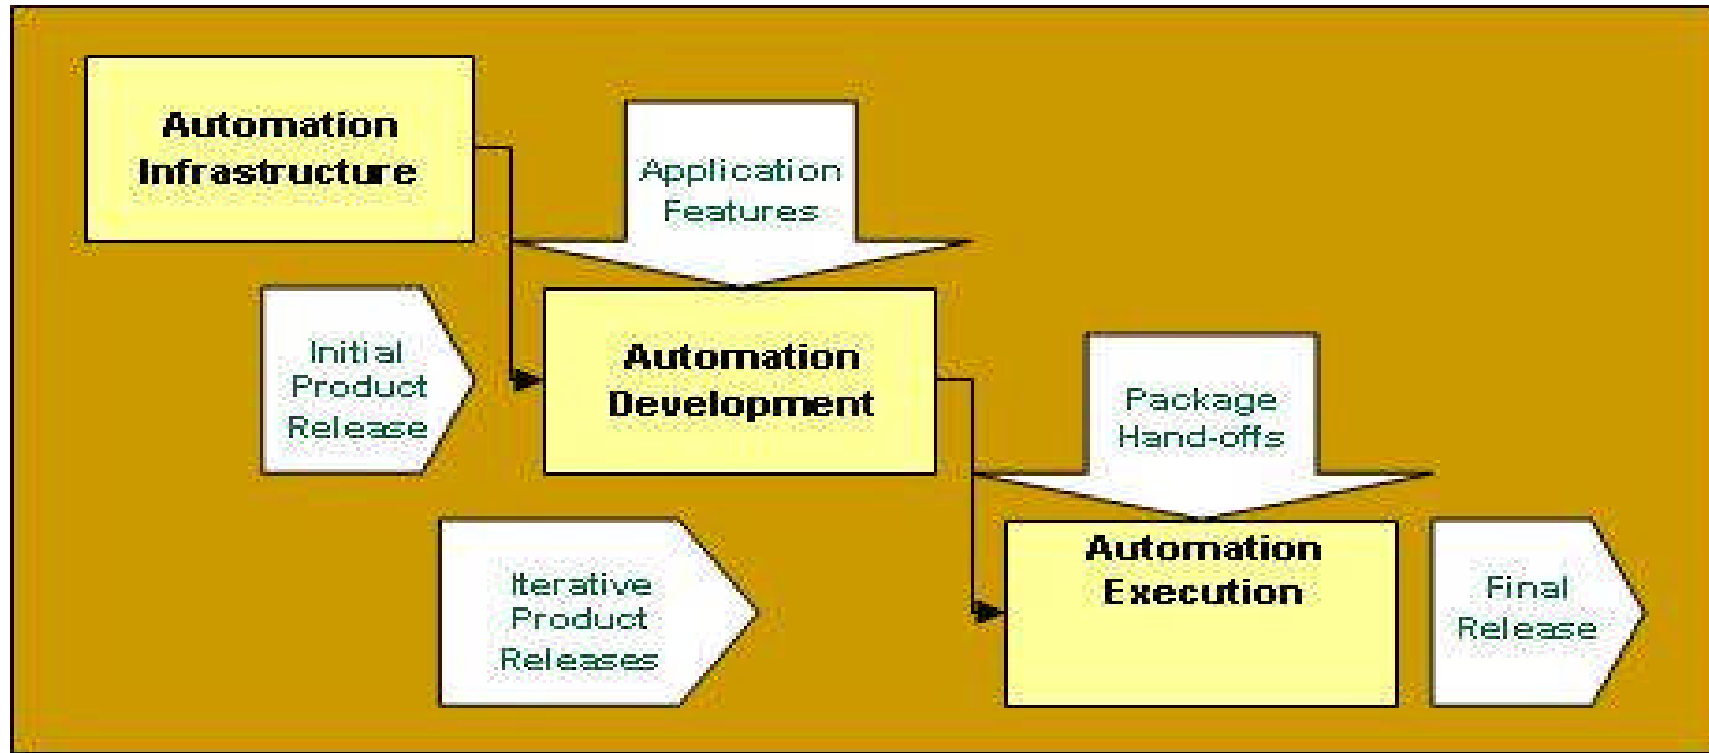 Automation
Infrastructure
Application
Features
Initial
Product
Release
Automation
Development
Package
Hand-offs
Iterative
Product
Releases
Automation
Execution
Final
Release